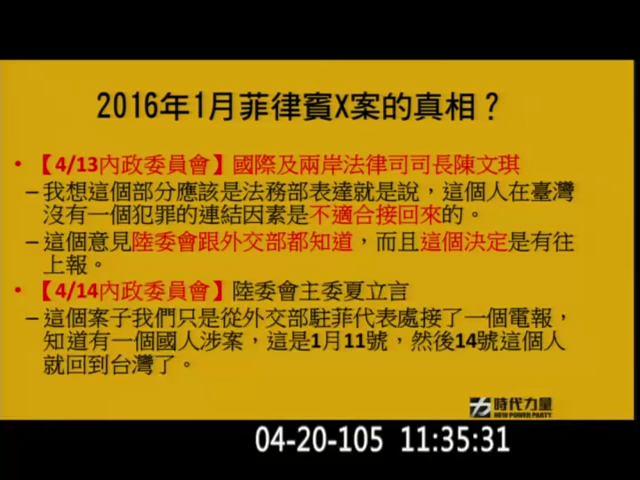 2016年1月菲律賓X案的真相？
•【4/13內政委員會】國際及兩岸法律司司長陳文琪
–我想這個部分應該是法務部表達就是說，這個人在臺灣
沒有一個犯罪的連結因素是不適合接回來的。
–這個意見陸委會跟外交部都知道，而且這個決定是有往
上報。
•【4/14內政委員會】陸委會主委夏立言
–這個案子我們只是從外交部駐菲代表處接了一個電報，
知道有一個國人涉案，這是1月11號，然後14號這個人
就回到台灣了。
時代力量
NEW POWER PARTY
04-20-105 11:35:31